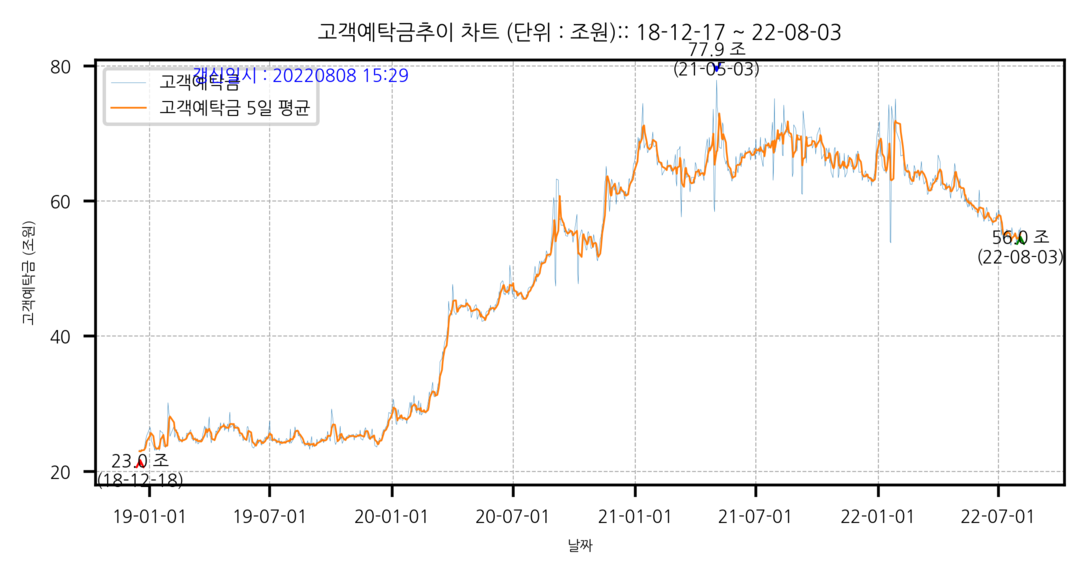 고객예탁금추이 차트 (단위 : 조원):: 18-12-17 ~ 22-08-03
77.9 조
(21-05-03)
갱신일시 : 20220808 15:29
고객예탁금
고객예탁금 5일 평균
80
60
40
20
고객예탁금 (조원)
56.0 조
(22-08-03)
23.0 조
(18-12-18)
19-01-01
19-07-01
20-01-01
20-07-01
21-01-01
21-07-01
22-01-01
22-07-01
날짜